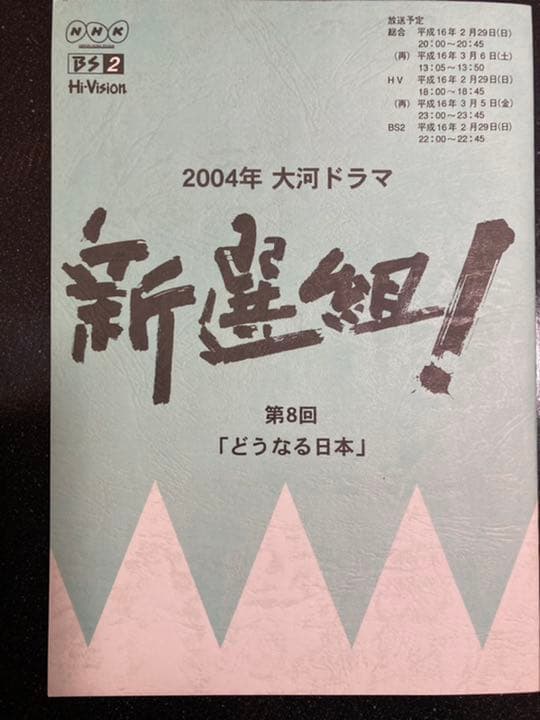 NHK
BS2
Hi-Vision
放送予定
総合 平成16年2月29日(日)
20:00~20:45
(再) 平成16年3月6日(土)
13:05~13:50
HV 平成16年2月29日(日)
18:00~18:45
(再) 平成16年3月5日(金)
23:00~23:45
BS2 平成16年2月29日(日)
22:00~22:45
2004年 大河ドラマ
新選組!
第8回
「どうなる日本」